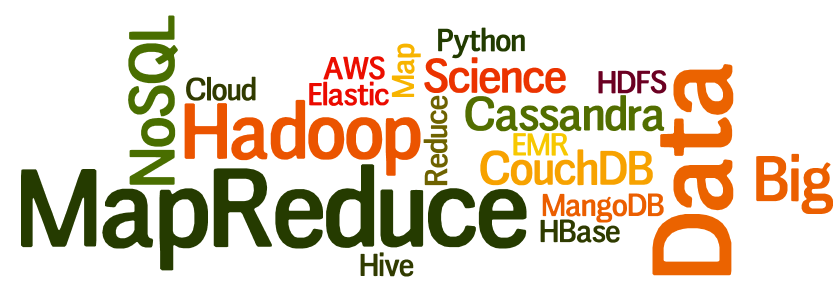 NoSQL
Python
AWS
Map
Science
HDFS
Cloud
Elastic
Hadoop
Reduce
Cassandra
Data
EMR
CouchDB
Big
MapReduce
MangoDB
HBase
Hive